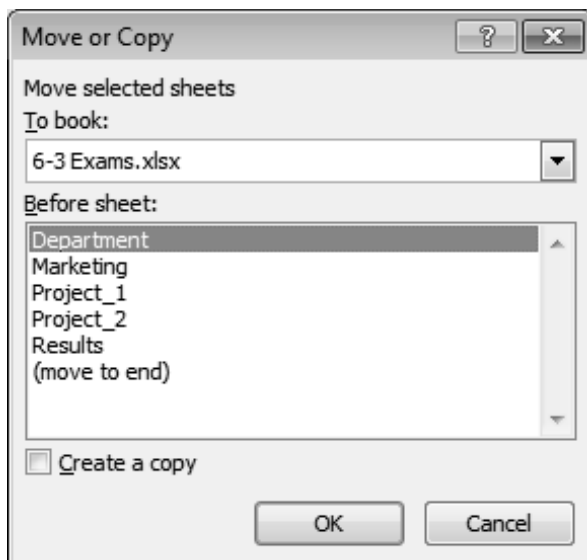 Move or Copy
?
Move selected sheets
To book:
6-3 Exams.xlsx
Before sheet:
Department
Marketing
Project_1
Project_2
Results
(move to end)
Create a copy
OK Cancel